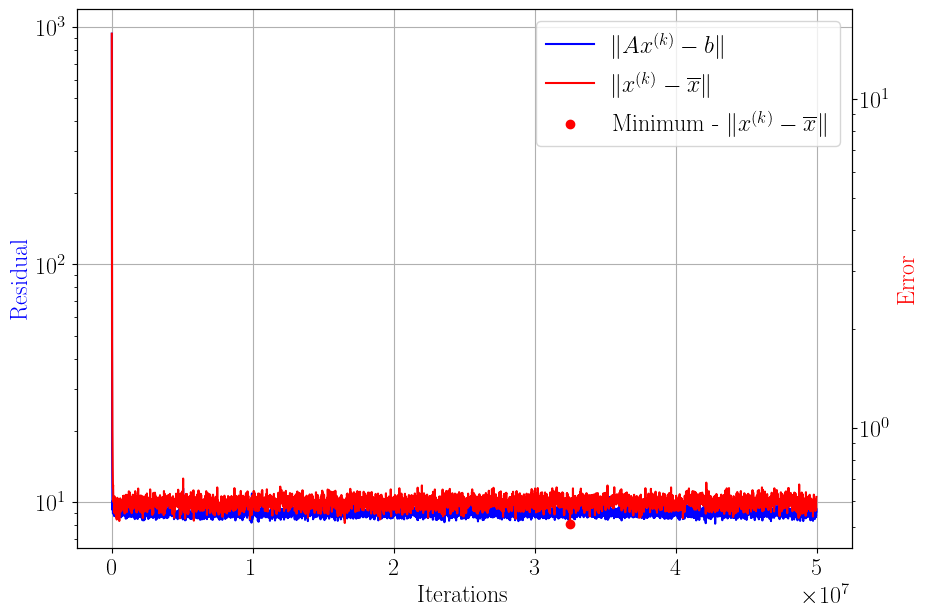 ‖Ax⁽ᵏ⁾ − b‖
‖x⁽ᵏ⁾ − x̅‖
Minimum - ‖x⁽ᵏ⁾ − x̅‖
10³
10²
10¹
Residual
10¹
10⁰
Error
0 1 2 3 4 5
Iterations
×10⁷